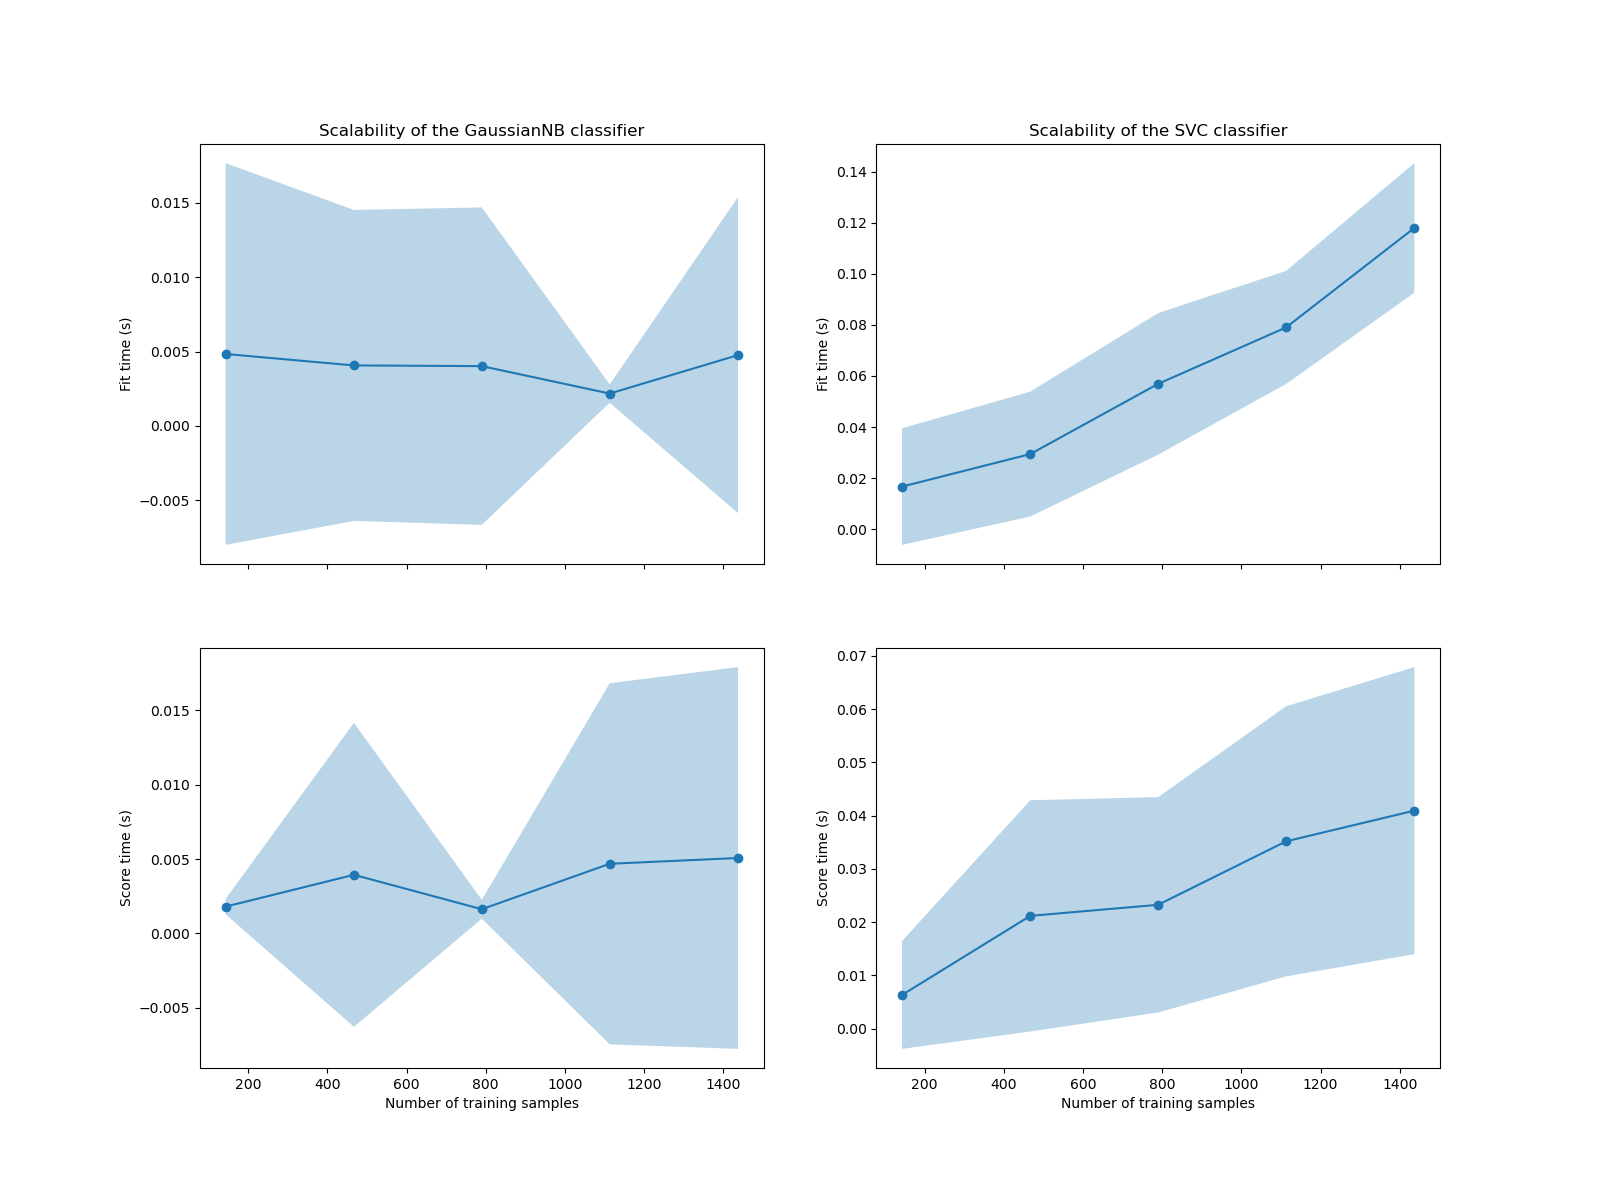 Scalability of the GaussianNB classifier
Fit time (s)
0.015
0.010
0.005
0.000
−0.005
Scalability of the SVC classifier
Fit time (s)
0.14
0.12
0.10
0.08
0.06
0.04
0.02
0.00
Score time (s)
0.015
0.010
0.005
0.000
−0.005
200 400 600 800 1000 1200 1400
Number of training samples
Score time (s)
0.07
0.06
0.05
0.04
0.03
0.02
0.01
0.00
200 400 600 800 1000 1200 1400
Number of training samples